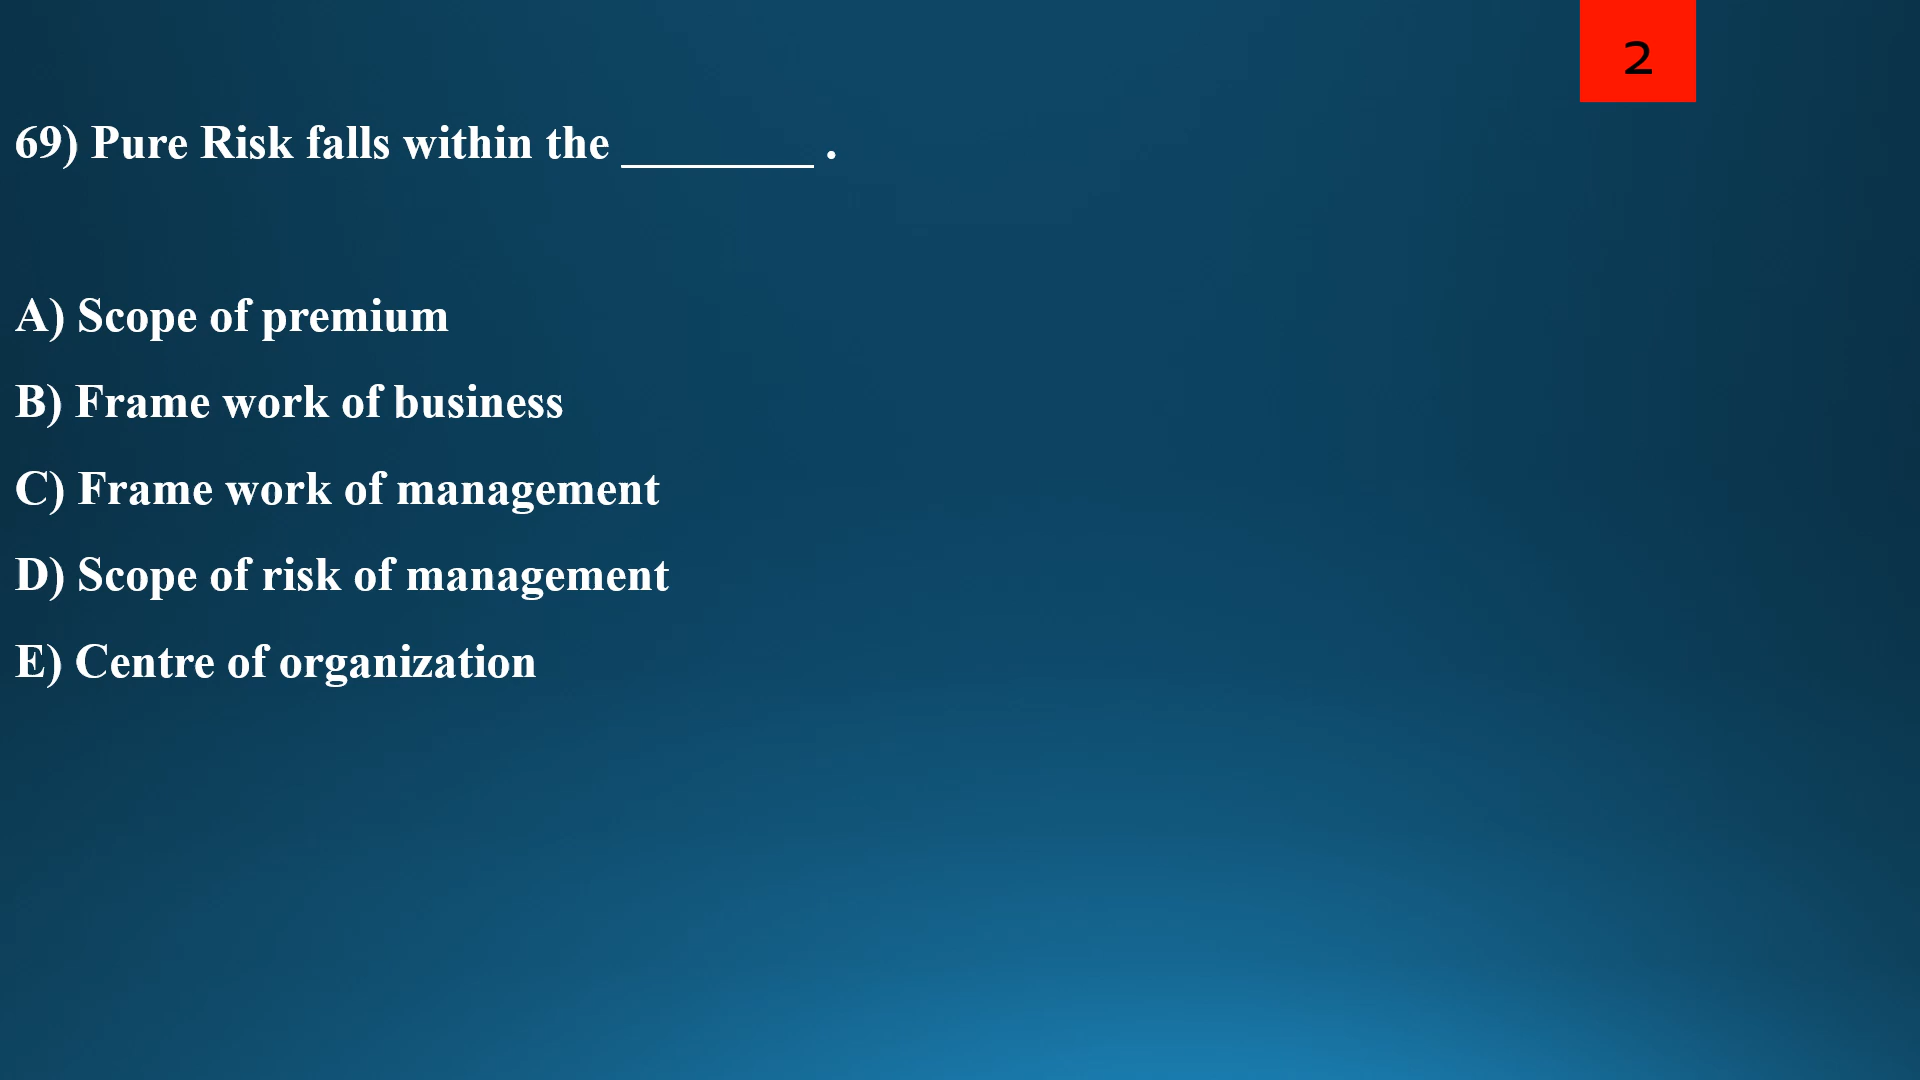 2
69) Pure Risk falls within the ________ .
A) Scope of premium
B) Frame work of business
C) Frame work of management
D) Scope of risk of management
E) Centre of organization